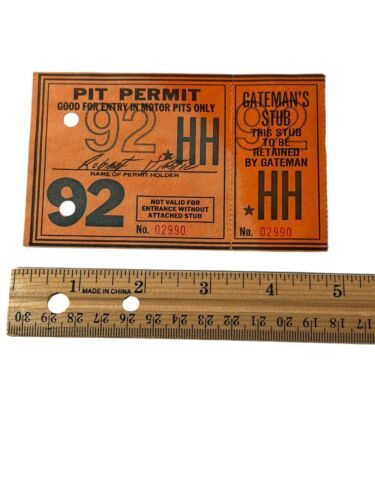 PIT PERMIT
GOOD FOR ENTRY IN MOTOR PITS ONLY
92
★HH
Robert
NAME OF PERMIT HOLDER
92
NOT VALID FOR
ENTRANCE WITHOUT
ATTACHED STUB
No. 02990
GATEMAN'S
STUB
92
THIS STUB
TO BE
RETAINED
BY GATEMAN
★HH
No. 02990
1 MADE IN CHINA 2 3 4 5
30 29 28 27 26 25 24 23 22 21 20 19 18 17